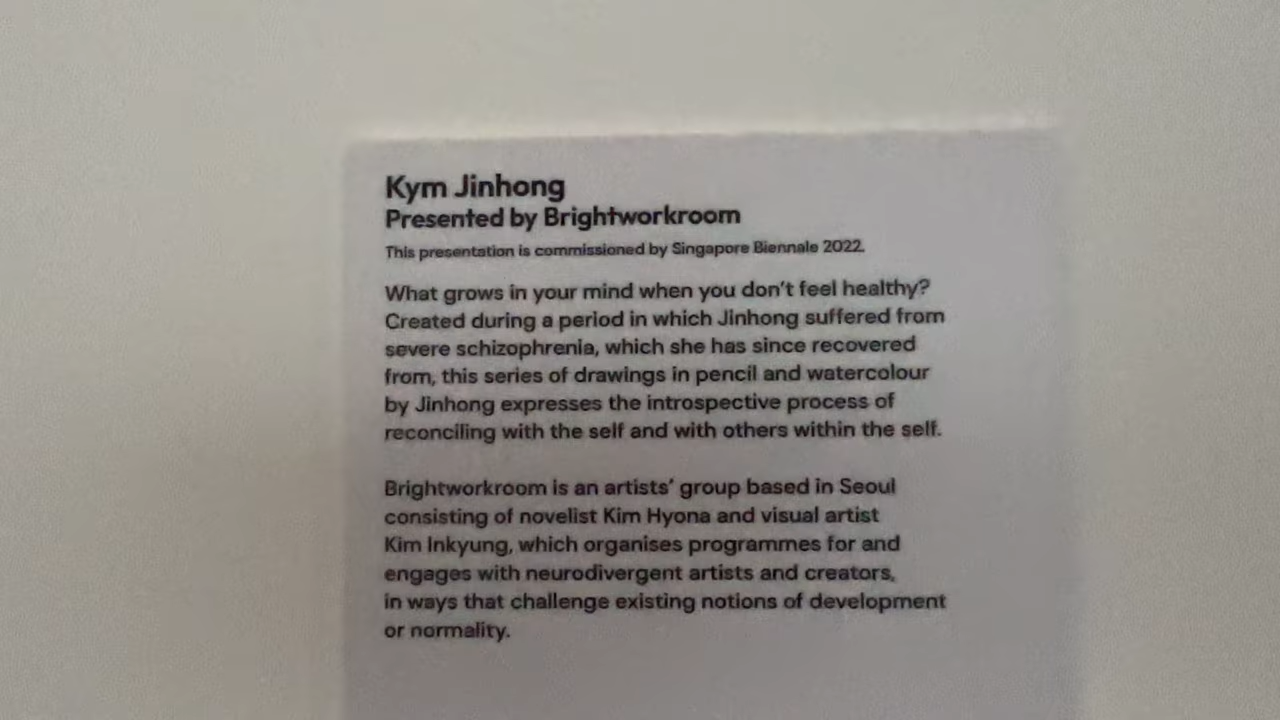 Kym Jinhong
Presented by Brightworkroom
This presentation is commissioned by Singapore Biennale 2022.
What grows in your mind when you don't feel healthy?
Created during a period in which Jinhong suffered from
severe schizophrenia, which she has since recovered
from, this series of drawings in pencil and watercolour
by Jinhong expresses the introspective process of
reconciling with the self and with others within the self.
Brightworkroom is an artists' group based in Seoul
consisting of novelist Kim Hyona and visual artist
Kim Inkyung, which organises programmes for and
engages with neurodivergent artists and creators,
in ways that challenge existing notions of development
or normality.